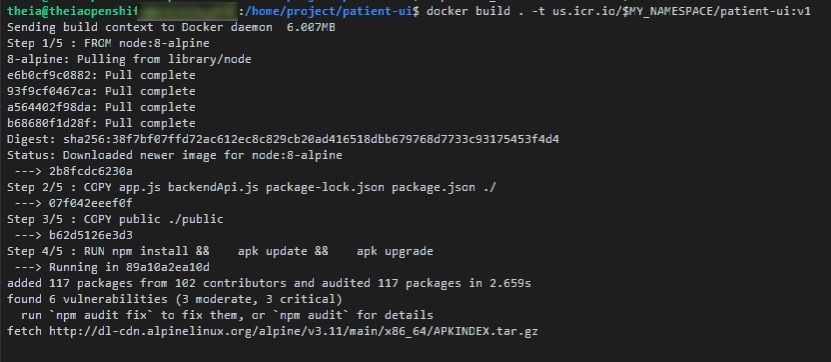 theia@theiaopenshif :/home/project/patient-ui$ docker build . -t us.icr.io/$MY_NAMESPACE/patient-ui:v1
Sending build context to Docker daemon  6.007MB
Step 1/5 : FROM node:8-alpine
8-alpine: Pulling from library/node
e6b0cf9c0882: Pull complete
93f9cf0467ca: Pull complete
a564402f98da: Pull complete
b68680f1d28f: Pull complete
Digest: sha256:38f7bf07ffd72ac612ec8c829cb20ad416518dbb679768d7733c93175453f4d4
Status: Downloaded newer image for node:8-alpine
 ---> 2b8fcdc6230a
Step 2/5 : COPY app.js backendApi.js package-lock.json package.json ./
 ---> 07f042eeef0f
Step 3/5 : COPY public ./public
 ---> b62d5126e3d3
Step 4/5 : RUN npm install &&    apk update &&    apk upgrade
 ---> Running in 89a10a2ea10d
added 117 packages from 102 contributors and audited 117 packages in 2.659s
found 6 vulnerabilities (3 moderate, 3 critical)
  run `npm audit fix` to fix them, or `npm audit` for details
fetch http://dl-cdn.alpinelinux.org/alpine/v3.11/main/x86_64/APKINDEX.tar.gz